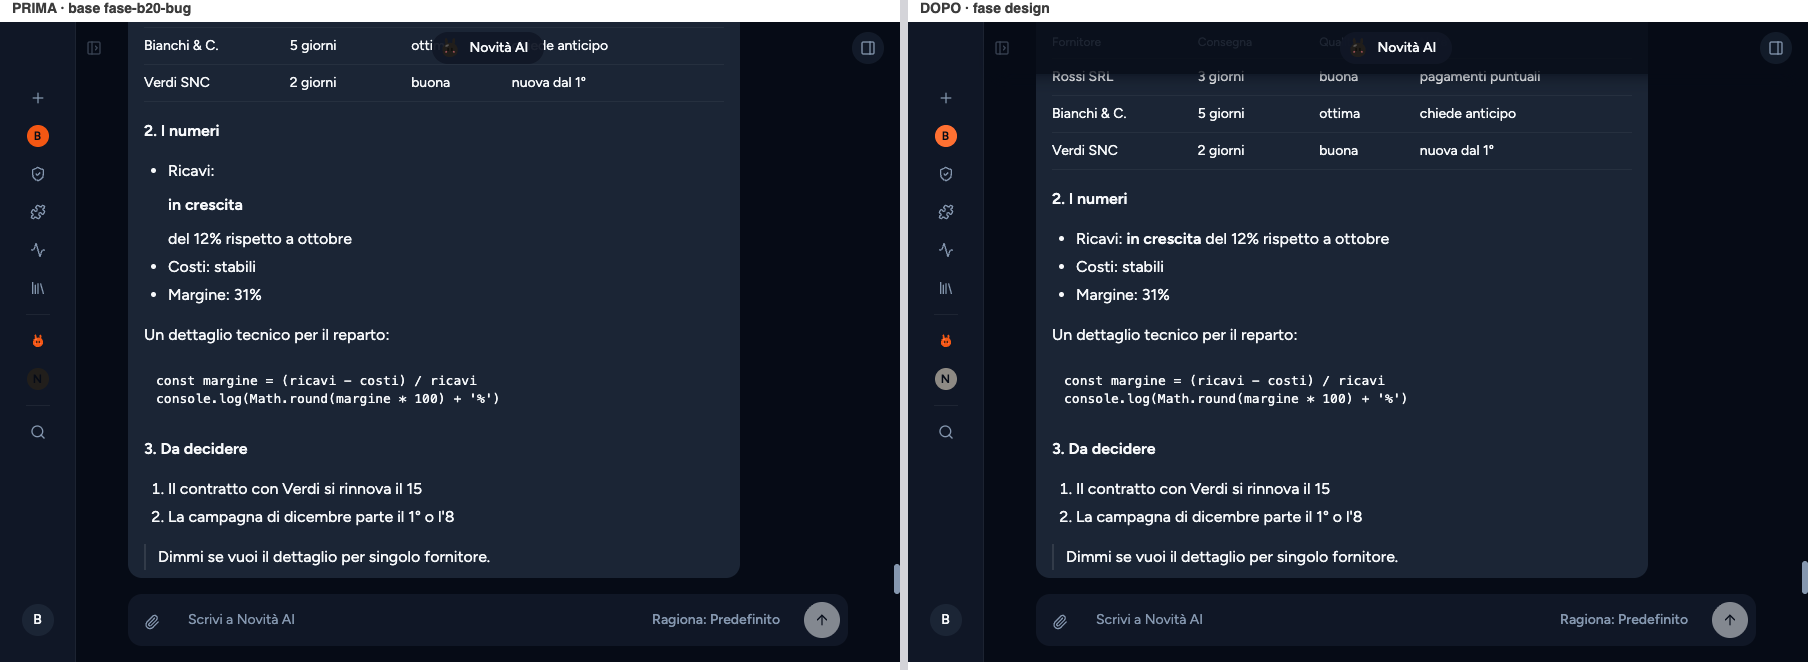 PRIMA · base fase-b20-bug
Bianchi & C. 5 giorni otti Novità AI de anticipo
Verdi SNC 2 giorni buona nuova dal 1°
2. I numeri
• Ricavi:
in crescita
del 12% rispetto a ottobre
• Costi: stabili
• Margine: 31%
Un dettaglio tecnico per il reparto:
const margine = (ricavi - costi) / ricavi
console.log(Math.round(margine * 100) + '%')
3. Da decidere
1. Il contratto con Verdi si rinnova il 15
2. La campagna di dicembre parte il 1° o l'8
Dimmi se vuoi il dettaglio per singolo fornitore.
Scrivi a Novità AI Ragiona: Predefinito
B
N
B
DOPO · fase design
Fornitore Consegna Qua Novità AI
Rossi SRL 3 giorni buona pagamenti puntuali
Bianchi & C. 5 giorni ottima chiede anticipo
Verdi SNC 2 giorni buona nuova dal 1°
2. I numeri
• Ricavi: in crescita del 12% rispetto a ottobre
• Costi: stabili
• Margine: 31%
Un dettaglio tecnico per il reparto:
const margine = (ricavi - costi) / ricavi
console.log(Math.round(margine * 100) + '%')
3. Da decidere
1. Il contratto con Verdi si rinnova il 15
2. La campagna di dicembre parte il 1° o l'8
Dimmi se vuoi il dettaglio per singolo fornitore.
Scrivi a Novità AI Ragiona: Predefinito
B
N
B